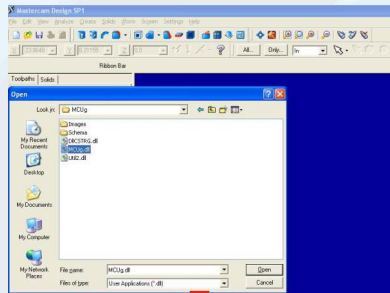 Mastercam Design SP1
File Edit View Analyze Create Solids Xform Screen Settings Help
All... Only... In
Ribbon Bar
Toolpaths Solids
Open
Look in: MCUg
Images
Schema
MCUg.dll
Util2.dll
My Recent Documents
Desktop
My Documents
My Computer
My Network Places
File name: MCUg.dll Open
Files of type: User Applications (*.dll) Cancel